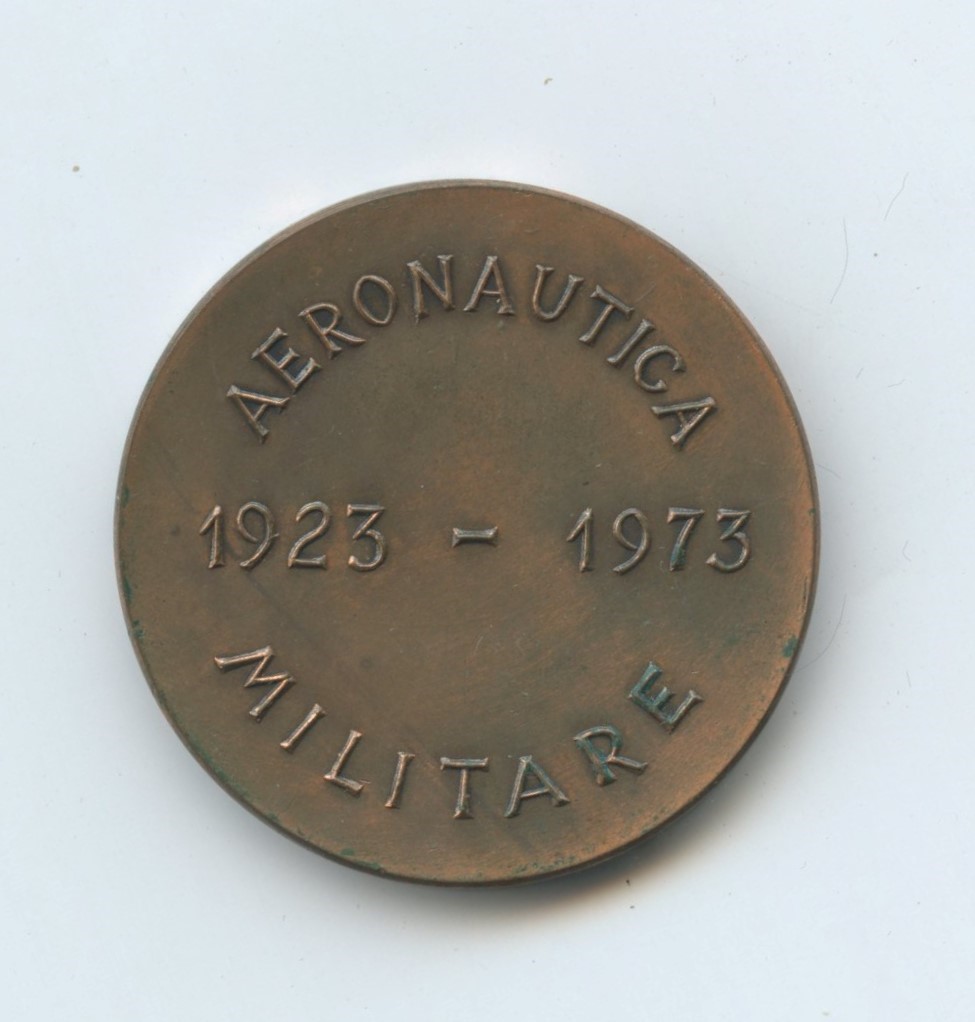 AERONAUTICA
1923 - 1973
MILITARE